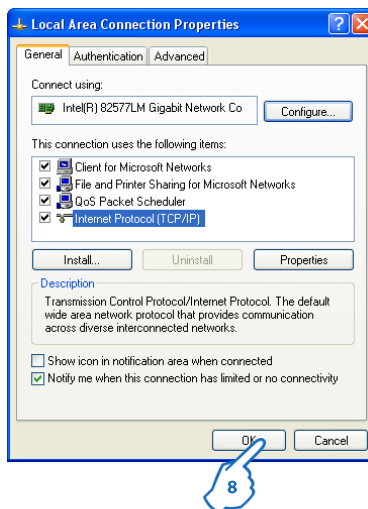 Local Area Connection Properties
General Authentication Advanced
Connect using:
Intel(R) 82577LM Gigabit Network Co
Configure...
This connection uses the following items:
Client for Microsoft Networks
File and Printer Sharing for Microsoft Networks
QoS Packet Scheduler
Internet Protocol (TCP/IP)
Install... Uninstall Properties
Description
Transmission Control Protocol/Internet Protocol. The default
wide area network protocol that provides communication
across diverse interconnected networks.
Show icon in notification area when connected
Notify me when this connection has limited or no connectivity
OK Cancel
8